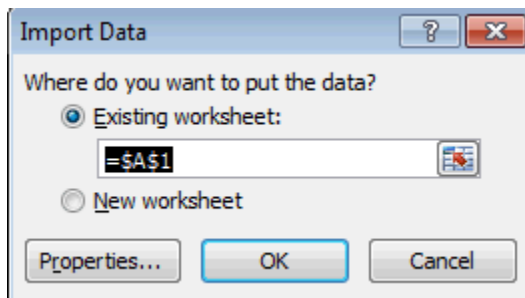 Import Data
?
Where do you want to put the data?
Existing worksheet:
=$A$1
New worksheet
Properties... OK Cancel